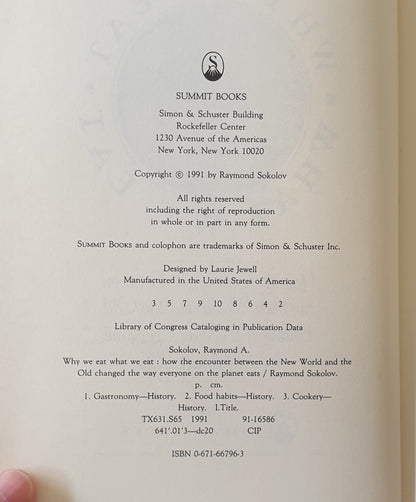 S
SUMMIT BOOKS
Simon & Schuster Building
Rockefeller Center
1230 Avenue of the Americas
New York, New York 10020
Copyright © 1991 by Raymond Sokolov
All rights reserved
including the right of reproduction
in whole or in part in any form.
SUMMIT BOOKS and colophon are trademarks of Simon & Schuster Inc.
Designed by Laurie Jewell
Manufactured in the United States of America
3 5 7 9 10 8 6 4 2
Library of Congress Cataloging in Publication Data
Sokolov, Raymond A.
Why we eat what we eat : how the encounter between the New World and the
Old changed the way everyone on the planet eats / Raymond Sokolov.
p. cm.
1. Gastronomy—History. 2. Food habits—History. 3. Cookery—
History. I.Title.
TX631.S65 1991 91-16586
641'.01'3—dc20 CIP
ISBN 0-671-66796-3